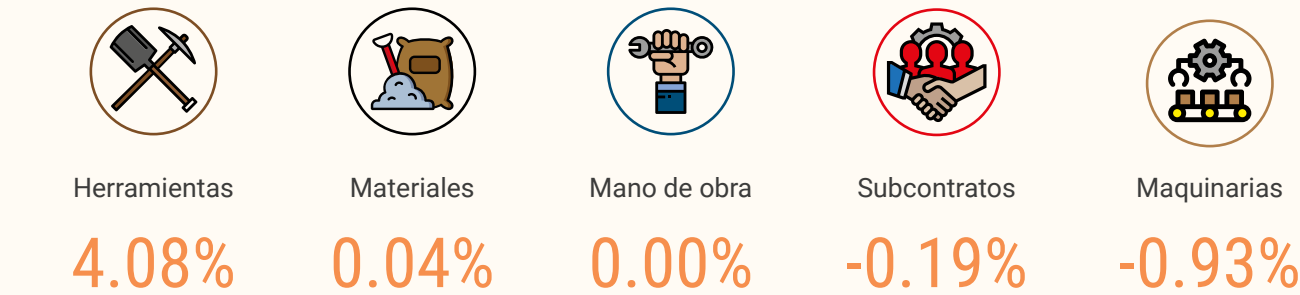 Herramientas
Materiales
Mano de obra
Subcontratos
Maquinarias
4.08%
0.04%
0.00%
-0.19%
-0.93%